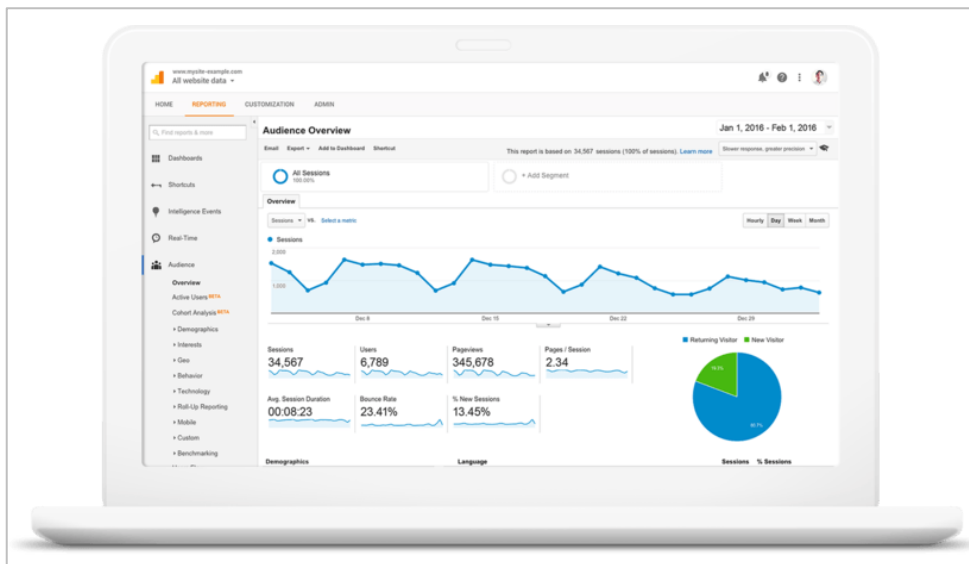 www.mysite-example.com
All website data
HOME REPORTING CUSTOMIZATION ADMIN
Find reports & more
Audience Overview
Jan 1, 2016 - Feb 1, 2016
Email Export Add to Dashboard Shortcut
This report is based on 34,567 sessions (100% of sessions). Learn more
Slower response, greater precision
Dashboards
Shortcuts
Intelligence Events
Real-Time
Audience
Overview
Active Users BETA
Cohort Analysis BETA
Demographics
Interests
Geo
Behavior
Technology
Roll-Up Reporting
Mobile
Custom
Benchmarking
All Sessions
100.00%
+ Add Segment
Overview
Sessions VS. Select a metric
Hourly Day Week Month
Sessions
2,000
1,000
Dec 8 Dec 15 Dec 22 Dec 29
Sessions
34,567
Users
6,789
Pageviews
345,678
Pages / Session
2.34
Avg. Session Duration
00:08:23
Bounce Rate
23.41%
% New Sessions
13.45%
Returning Visitor New Visitor
Demographics Language Sessions % Sessions